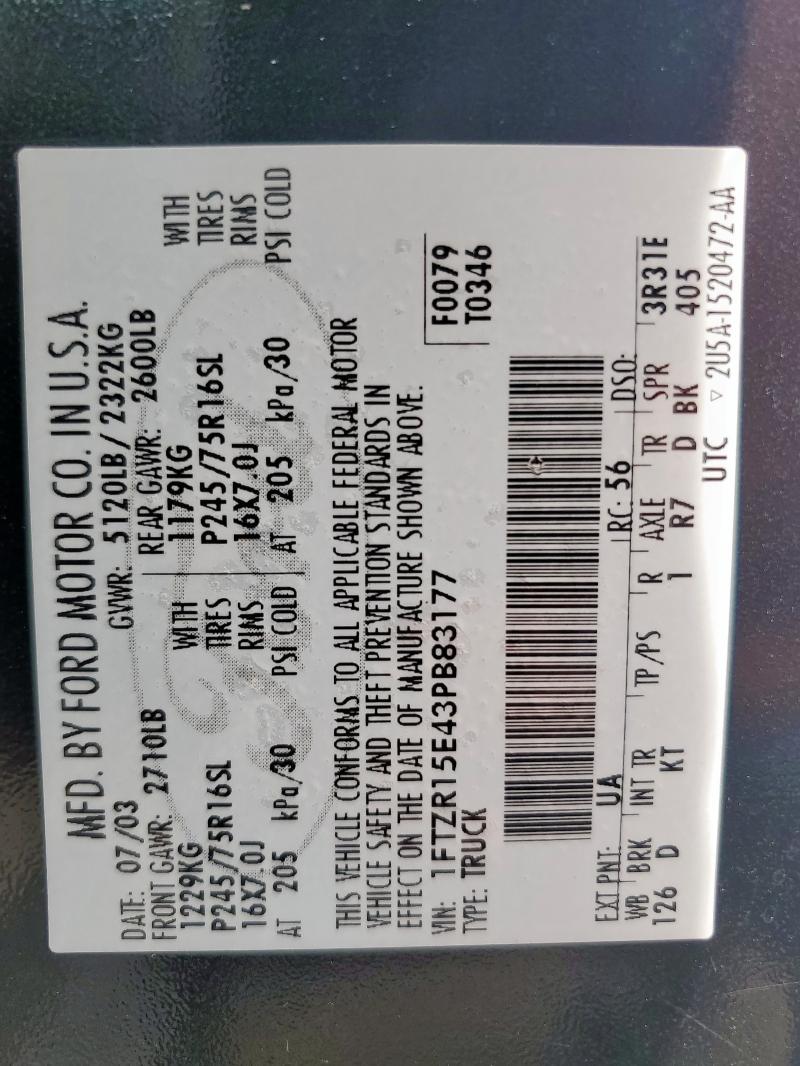 MFD. BY FORD MOTOR CO. IN U.S.A.
DATE: 07/03 GVWR: 5120LB / 2322KG
FRONT GAWR: 2710LB REAR GAWR: 2600LB
1229KG WITH 1179KG WITH
P245/75R16SL TIRES P245/75R16SL TIRES
16X7.0J RIMS 16X7.0J RIMS
AT 205 kPa/30 PSI COLD AT 205 kPa/30 PSI COLD
THIS VEHICLE CONFORMS TO ALL APPLICABLE FEDERAL MOTOR
VEHICLE SAFETY AND THEFT PREVENTION STANDARDS IN
EFFECT ON THE DATE OF MANUFACTURE SHOWN ABOVE.
VIN: 1FTZR15E43PB83177 F0079
TYPE: TRUCK T0346
EXT PNT: UA RC: 56 DSO:
WB BRK INT TR TP/PS R AXLE TR SPR 3R31E
126 D KT 1 R7 D BK 405
UTC ▽ 2U5A-1520472-AA
Ford